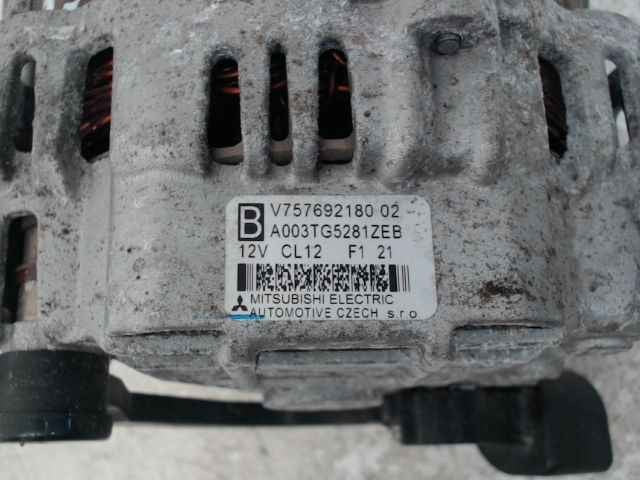 B V757692180 02
A003TG5281ZEB
12V CL12 F1 21
MITSUBISHI ELECTRIC
AUTOMOTIVE CZECH s.r.o